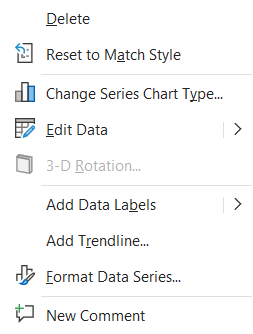 Delete
Reset to Match Style
Change Series Chart Type...
Edit Data
3-D Rotation...
Add Data Labels
Add Trendline...
Format Data Series...
New Comment